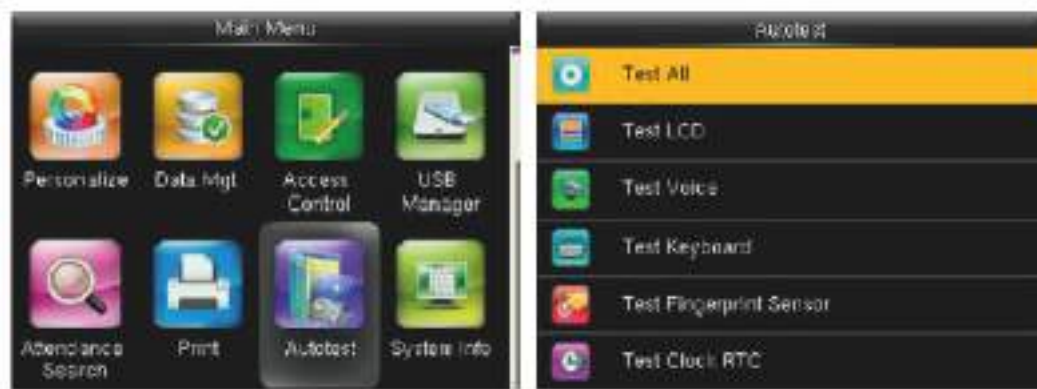 Main Menu
Personalize
Data Mgt
Access
Control
USB
Manager
Attendance
Search
Print
Autotest
System Info
Autotest
Test All
Test LCD
Test Voice
Test Keyboard
Test Fingerprint Sensor
Test Clock RTC